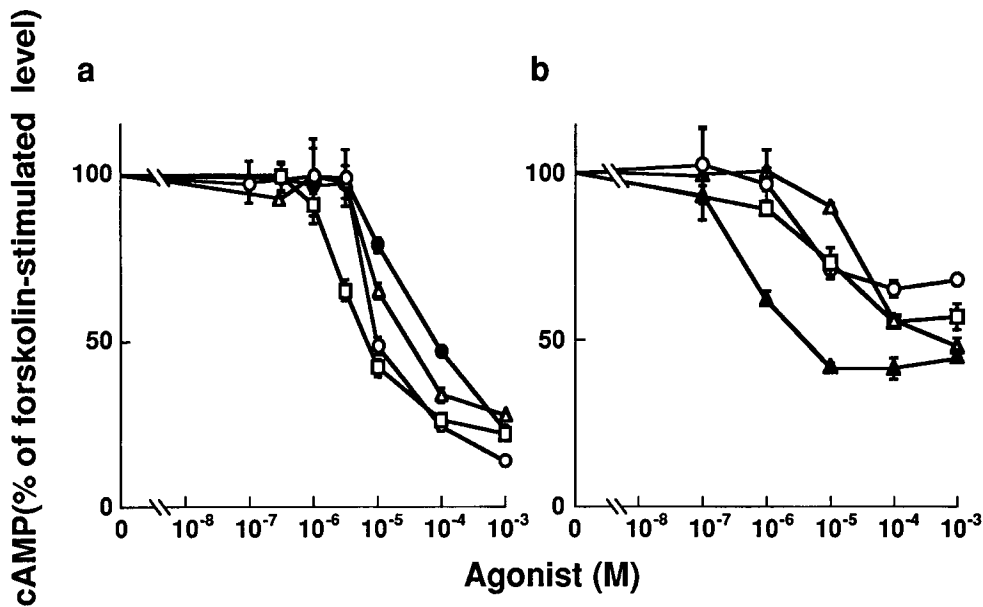 cAMP(% of forskolin-stimulated level)
a
b
100
50
0
0 10⁻⁸ 10⁻⁷ 10⁻⁶ 10⁻⁵ 10⁻⁴ 10⁻³
100
50
0
0 10⁻⁸ 10⁻⁷ 10⁻⁶ 10⁻⁵ 10⁻⁴ 10⁻³
Agonist (M)